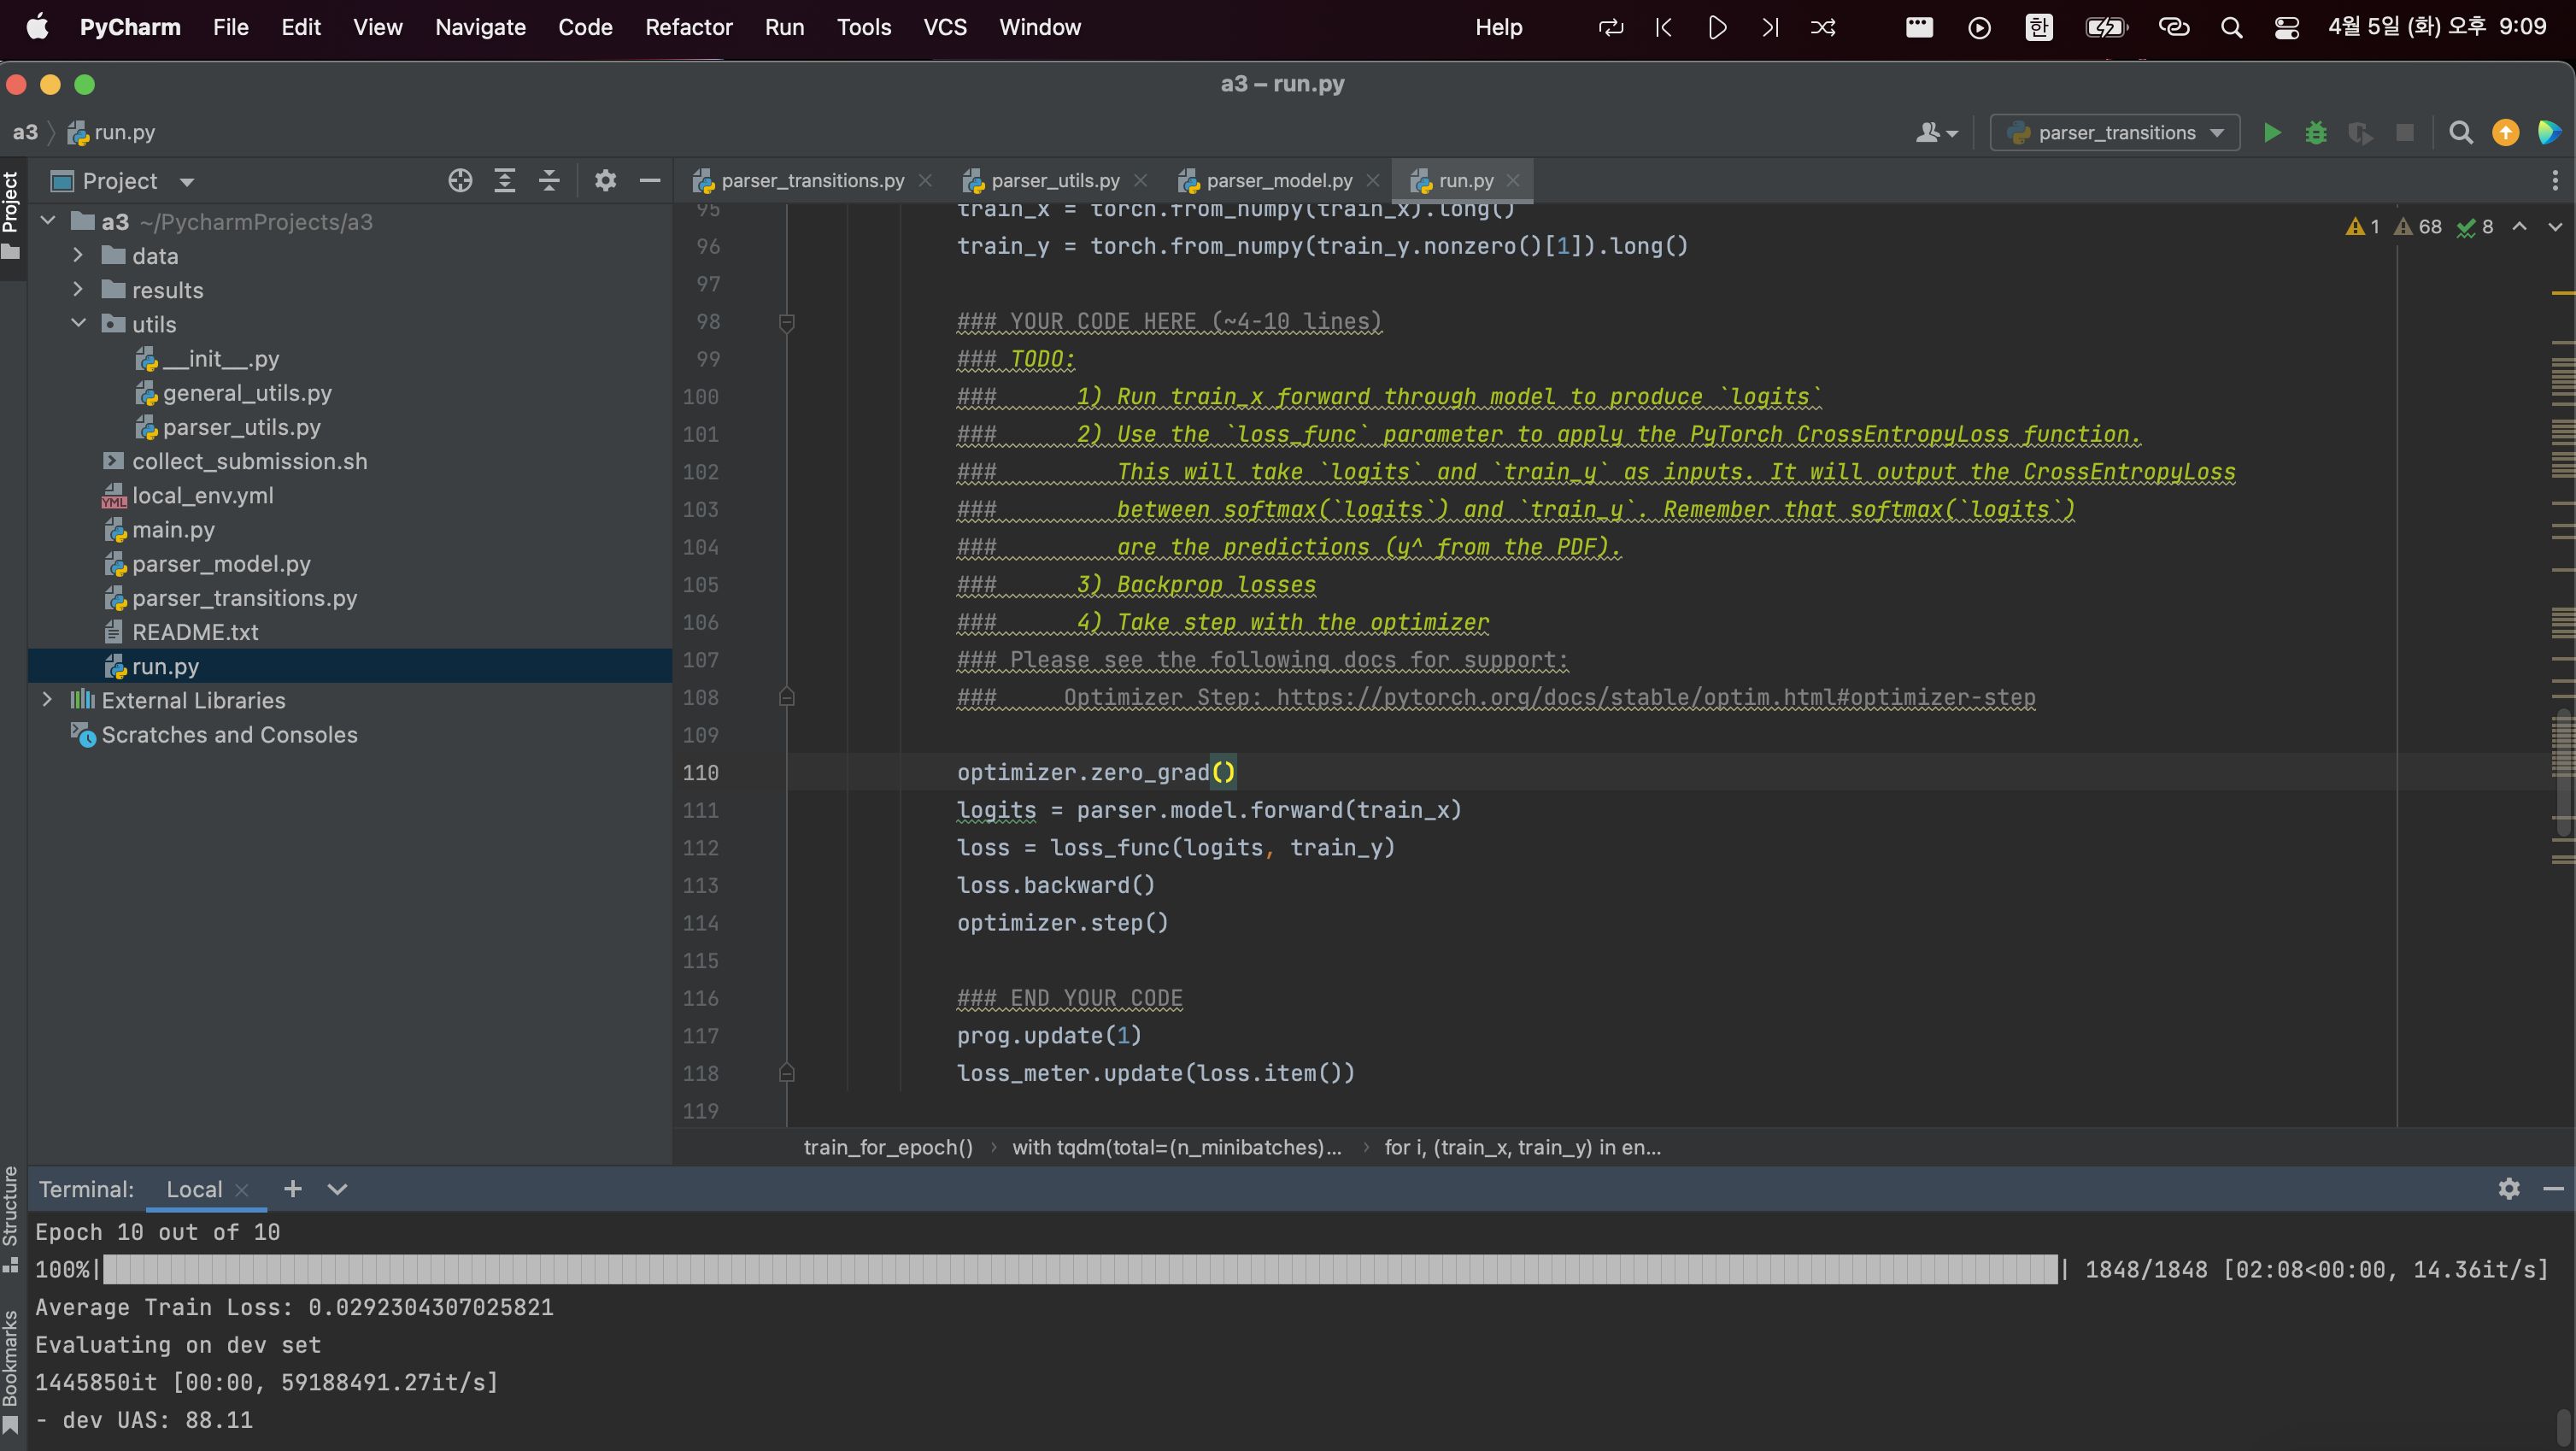 PyCharm File Edit View Navigate Code Refactor Run Tools VCS Window Help 한 4월 5일 (화) 오후 9:09
a3 – run.py
a3 run.py parser_transitions
Project
Project
parser_transitions.py parser_utils.py parser_model.py run.py
a3 ~/PycharmProjects/a3
data
results
utils
__init__.py
general_utils.py
parser_utils.py
collect_submission.sh
YML local_env.yml
main.py
parser_model.py
parser_transitions.py
README.txt
run.py
External Libraries
Scratches and Consoles
1 68 8
95 train_x = torch.from_numpy(train_x).long()
96 train_y = torch.from_numpy(train_y.nonzero()[1]).long()
97
98 ### YOUR CODE HERE (~4-10 lines)
99 ### TODO:
100 ###      1) Run train_x forward through model to produce `logits`
101 ###      2) Use the `loss_func` parameter to apply the PyTorch CrossEntropyLoss function.
102 ###         This will take `logits` and `train_y` as inputs. It will output the CrossEntropyLoss
103 ###         between softmax(`logits`) and `train_y`. Remember that softmax(`logits`)
104 ###         are the predictions (y^ from the PDF).
105 ###      3) Backprop losses
106 ###      4) Take step with the optimizer
107 ### Please see the following docs for support:
108 ###     Optimizer Step: https://pytorch.org/docs/stable/optim.html#optimizer-step
109
110 optimizer.zero_grad()
111 logits = parser.model.forward(train_x)
112 loss = loss_func(logits, train_y)
113 loss.backward()
114 optimizer.step()
115
116 ### END YOUR CODE
117 prog.update(1)
118 loss_meter.update(loss.item())
119
train_for_epoch() › with tqdm(total=(n_minibatches)... › for i, (train_x, train_y) in en...
Structure
Bookmarks
Terminal: Local
Epoch 10 out of 10
100%| | 1848/1848 [02:08<00:00, 14.36it/s]
Average Train Loss: 0.0292304307025821
Evaluating on dev set
1445850it [00:00, 59188491.27it/s]
- dev UAS: 88.11